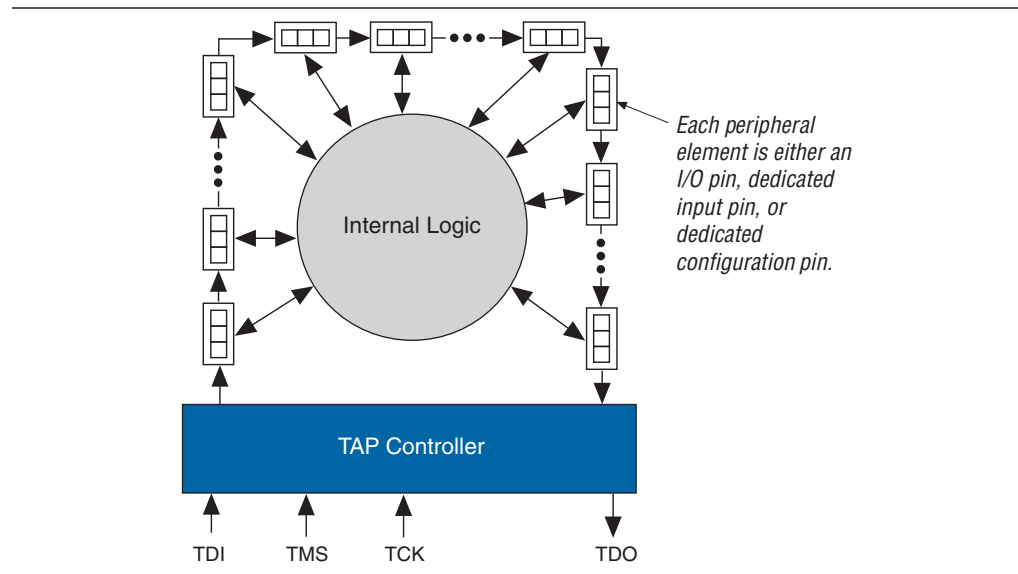 Each peripheral
element is either an
I/O pin, dedicated
input pin, or
dedicated
configuration pin.
Internal Logic
TAP Controller
TDI
TMS
TCK
TDO